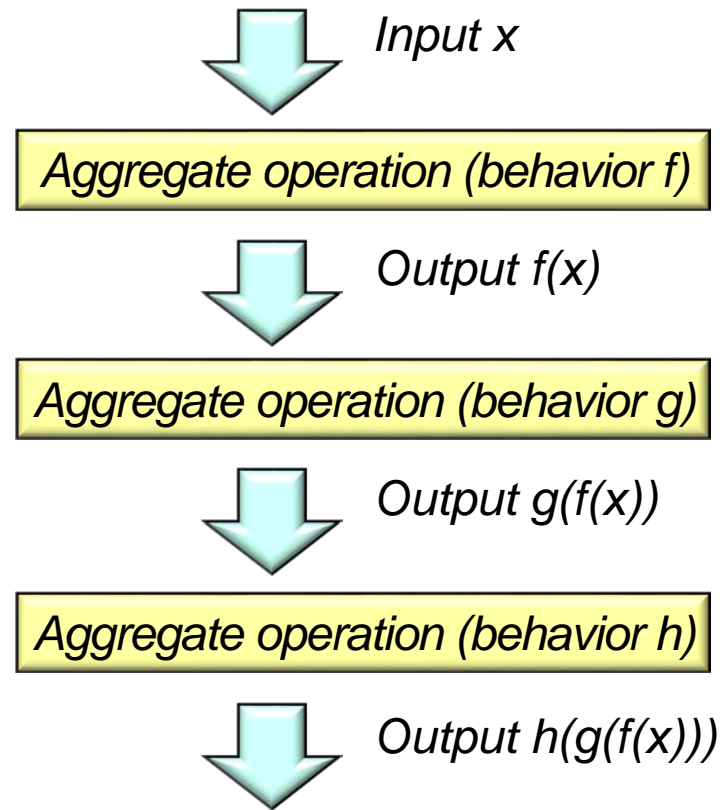 Input x
Aggregate operation (behavior f)
Output f(x)
Aggregate operation (behavior g)
Output g(f(x))
Aggregate operation (behavior h)
Output h(g(f(x)))